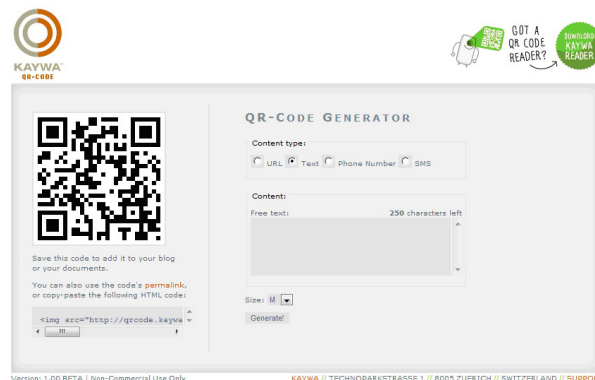 KAYWA
QR-CODE
GOT A
QR CODE
READER?
DOWNLOAD
KAYWA
READER
QR-CODE GENERATOR
Content type:
URL Text Phone Number SMS
Content:
Free text: 250 characters left
Save this code to add it to your blog
or your documents.
You can also use the code's permalink,
or copy-paste the following HTML code:
<img src="http://qrcode.kaywa
Size: M
Generate!
Version: 1.00 BETA / Non-Commercial Use Only
KAYWA // TECHNOPARKSTRASSE 1 // 8005 ZUERICH // SWITZERLAND // SUPPO